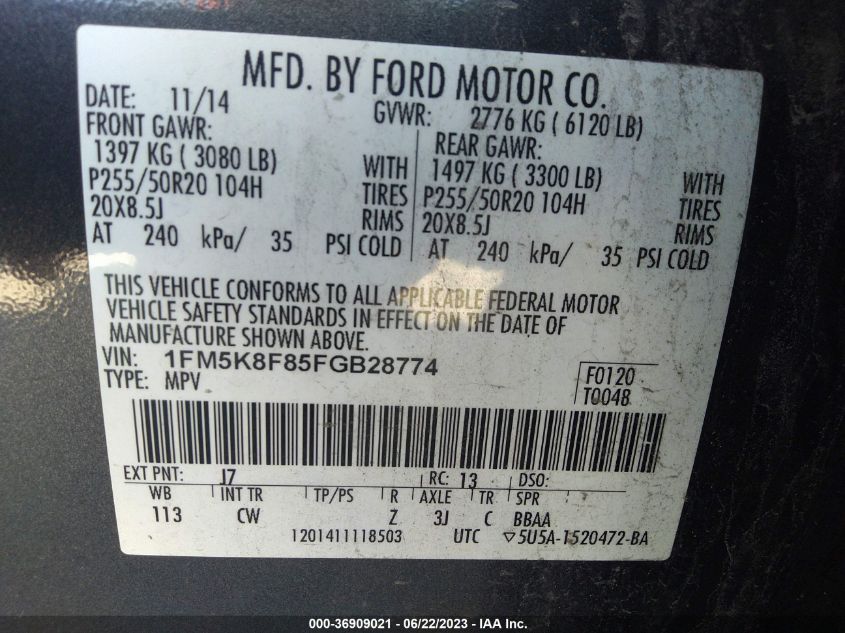 MFD. BY FORD MOTOR CO.
DATE: 11/14 GVWR: 2776 KG ( 6120 LB)
FRONT GAWR: REAR GAWR:
1397 KG ( 3080 LB) WITH 1497 KG ( 3300 LB) WITH
P255/50R20 104H TIRES P255/50R20 104H TIRES
20X8.5J RIMS 20X8.5J RIMS
AT 240 kPa/ 35 PSI COLD AT 240 kPa/ 35 PSI COLD
THIS VEHICLE CONFORMS TO ALL APPLICABLE FEDERAL MOTOR
VEHICLE SAFETY STANDARDS IN EFFECT ON THE DATE OF
MANUFACTURE SHOWN ABOVE.
VIN: 1FM5K8F85FGB28774
TYPE: MPV
F0120
T0048
EXT PNT: J7 RC: 13 DSO:
WB INT TR TP/PS R AXLE TR SPR
113 CW Z 3J C BBAA
1201411118503 UTC ▽5U5A-1520472-BA
000-36909021 - 06/22/2023 - IAA Inc.